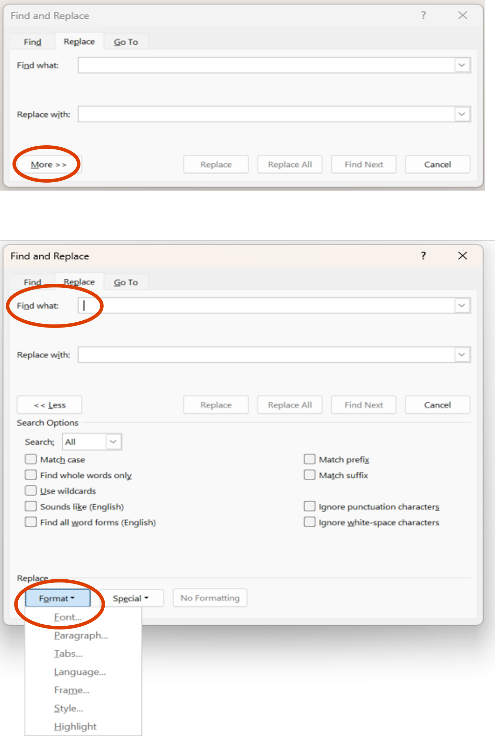 Find and Replace ? ×
Find Replace Go To
Find what:
Replace with:
More >> Replace Replace All Find Next Cancel
Find and Replace ? ×
Find Replace Go To
Find what:
Replace with:
<< Less Replace Replace All Find Next Cancel
Search Options
Search; All
Match case Match prefix
Find whole words only Match suffix
Use wildcards
Sounds like (English) Ignore punctuation characters
Find all word forms (English) Ignore white-space characters
Replace
Format Special No Formatting
Font...
Paragraph...
Tabs...
Language...
Frame...
Style...
Highlight